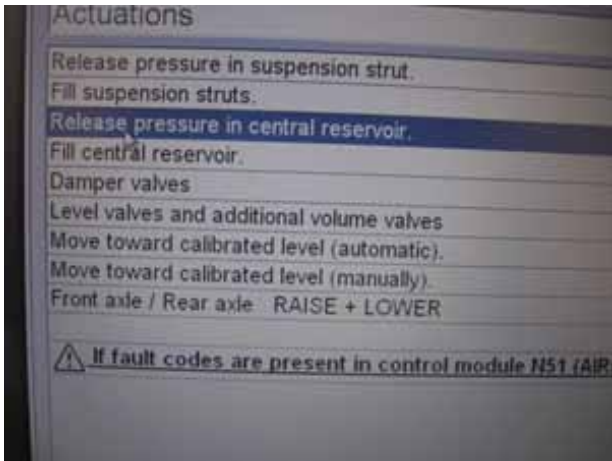 Actuations
Release pressure in suspension strut.
Fill suspension struts.
Release pressure in central reservoir.
Fill central reservoir.
Damper valves
Level valves and additional volume valves
Move toward calibrated level (automatic).
Move toward calibrated level (manually).
Front axle / Rear axle RAISE + LOWER
If fault codes are present in control module N51 (AIR